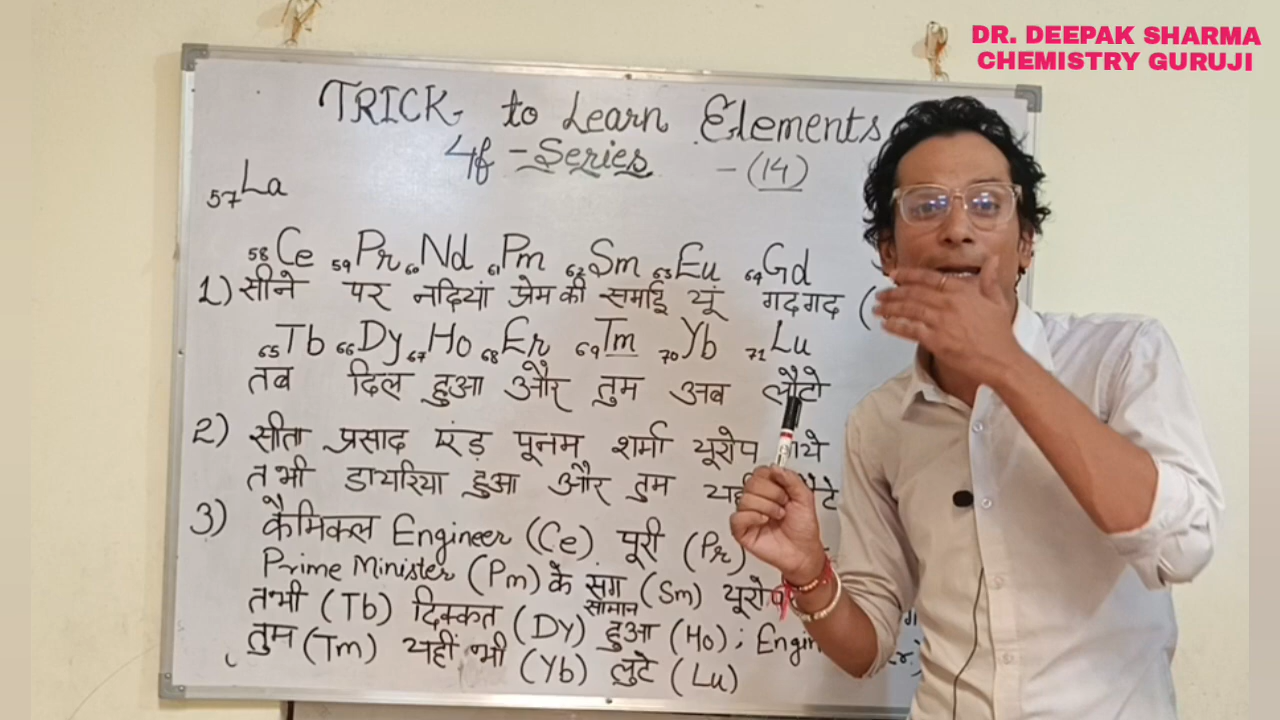 DR. DEEPAK SHARMA
CHEMISTRY GURUJI
TRICK to Learn Elements
4f - Series - (14)
57La
58Ce 59Pr 60Nd 61Pm 62Sm 63Eu 64Gd
1) सीने पर नदियां प्रेम की समाई यूं गदगद (
65Tb 66Dy 67Ho 68Er 69Tm 70Yb 71Lu
तब दिल हुआ और तुम अब लौटो
2) सीता प्रसाद एंड़ पूनम शर्मा यूरोप
तभी डायरिया हुआ और तुम
3) कैमिकल Engineer (Ce) पूरी (Pr)
Prime Minister (Pm) के संग (Sm)
सामान
तभी (Tb) दिक्कत (Dy) हुआ (Ho) ;
तुम (Tm) यहीं भी (Yb) लुटे (Lu)